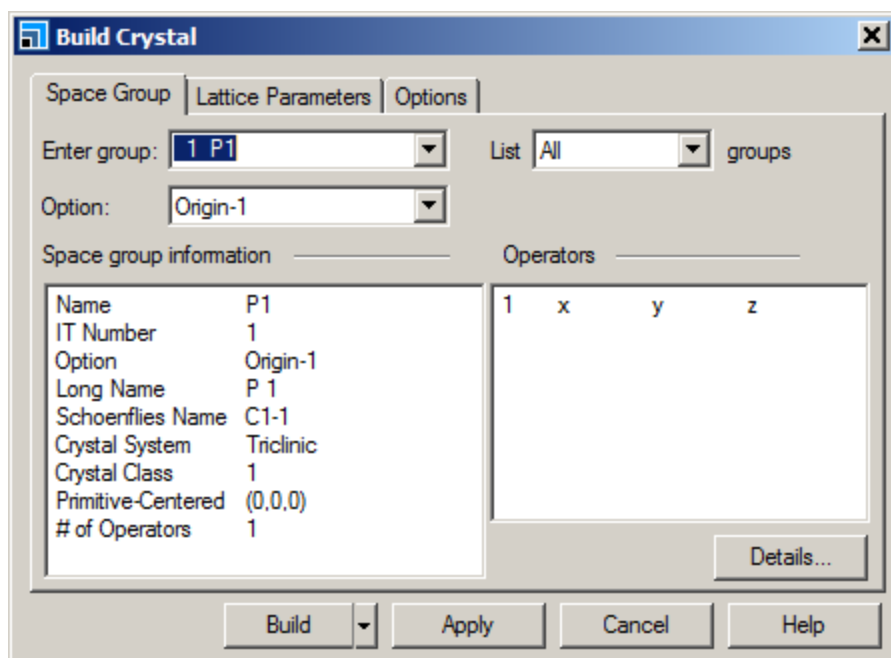 Build Crystal
Space Group Lattice Parameters Options
Enter group: 1 P1 List All groups
Option: Origin-1
Space group information Operators
Name P1 1 x y z
IT Number 1
Option Origin-1
Long Name P 1
Schoenflies Name C1-1
Crystal System Triclinic
Crystal Class 1
Primitive-Centered (0,0,0)
# of Operators 1
Details...
Build Apply Cancel Help